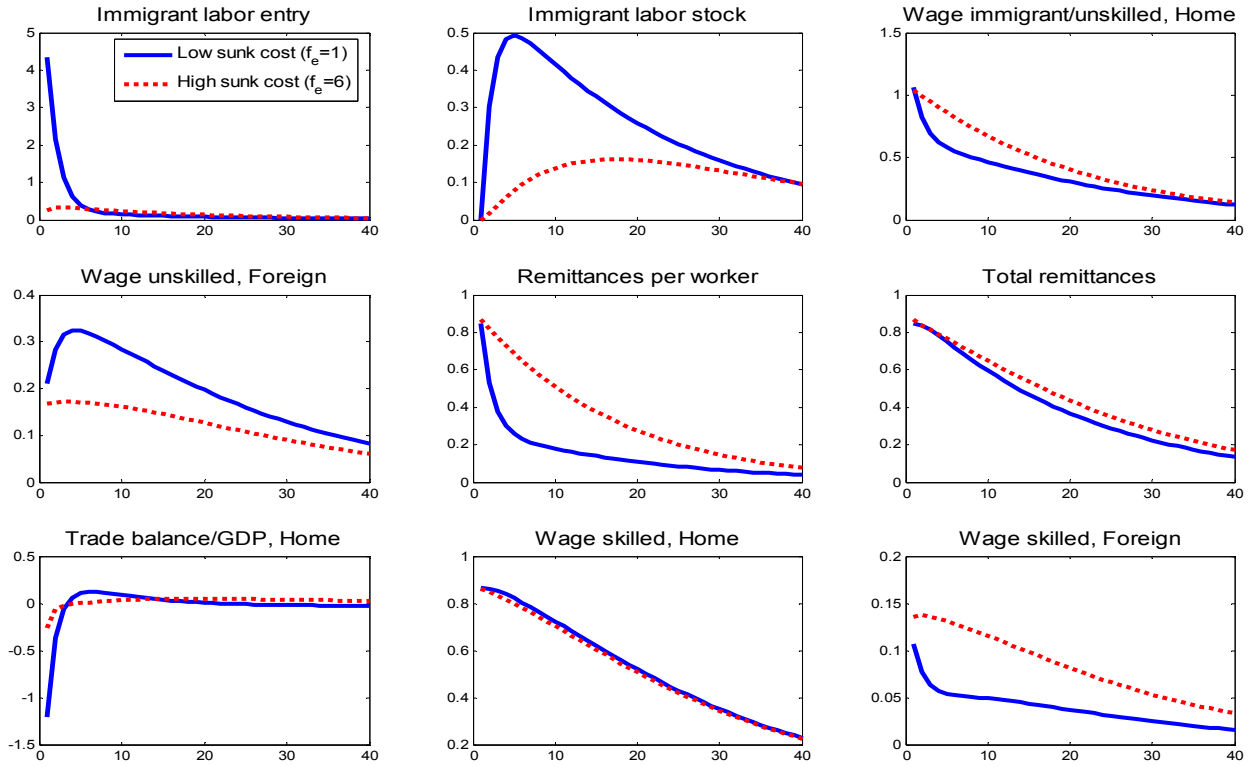 Immigrant labor entry
5
4
3
2
1
0
0 10 20 30 40
Low sunk cost (f_e=1)
High sunk cost (f_e=6)
Immigrant labor stock
0.5
0.4
0.3
0.2
0.1
0
0 10 20 30 40
Wage immigrant/unskilled, Home
1.5
1
0.5
0
0 10 20 30 40
Wage unskilled, Foreign
0.4
0.3
0.2
0.1
0
0 10 20 30 40
Remittances per worker
1
0.8
0.6
0.4
0.2
0
0 10 20 30 40
Total remittances
1
0.8
0.6
0.4
0.2
0
0 10 20 30 40
Trade balance/GDP, Home
0.5
0
-0.5
-1
-1.5
0 10 20 30 40
Wage skilled, Home
1
0.8
0.6
0.4
0.2
0 10 20 30 40
Wage skilled, Foreign
0.2
0.15
0.1
0.05
0
0 10 20 30 40